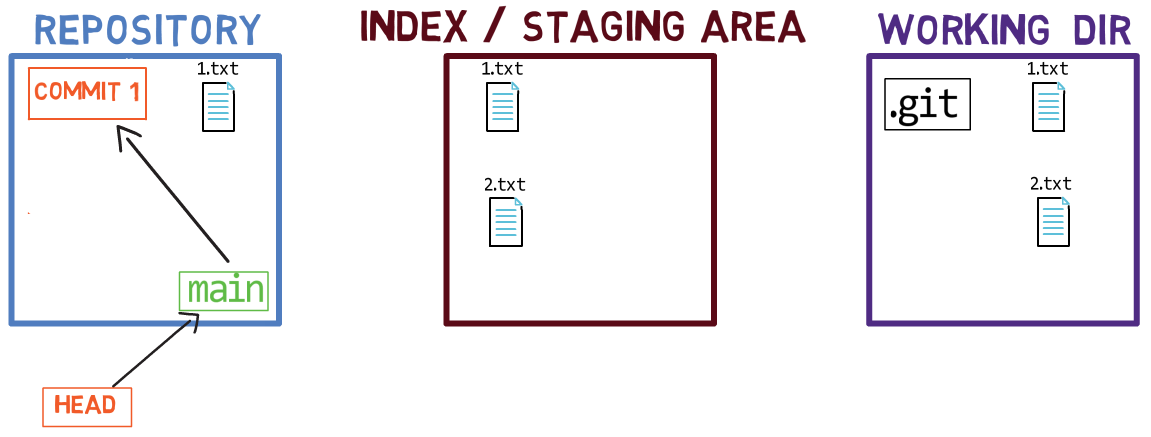 REPOSITORY
INDEX / STAGING AREA
WORKING DIR
COMMIT 1
1.txt
1.txt
2.txt
.git
1.txt
2.txt
main
HEAD